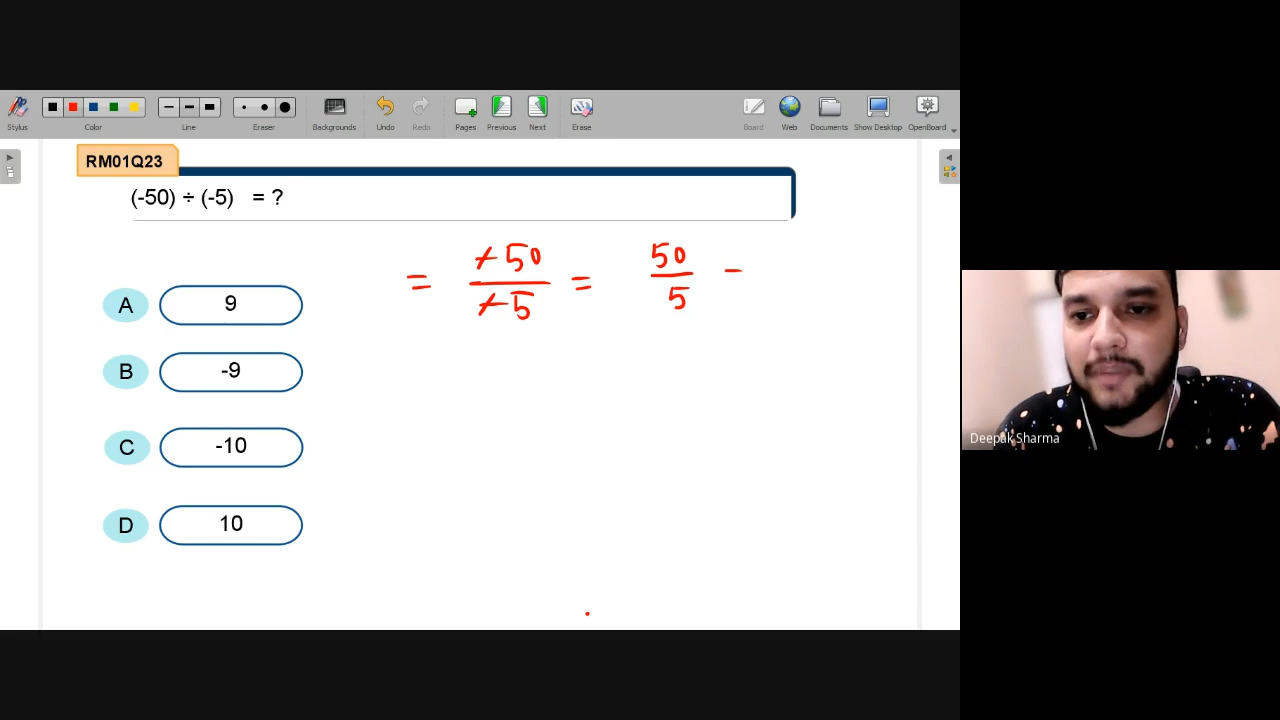 Stylus
Color
Line
Eraser
Backgrounds
Undo
Redo
Pages
Previous
Next
Erase
Board
Web
Documents
Show Desktop
OpenBoard
RM01Q23
(-50) ÷ (-5) = ?
= -50/-5 = 50/5 -
A 9
B -9
C -10
D 10
Deepak Sharma